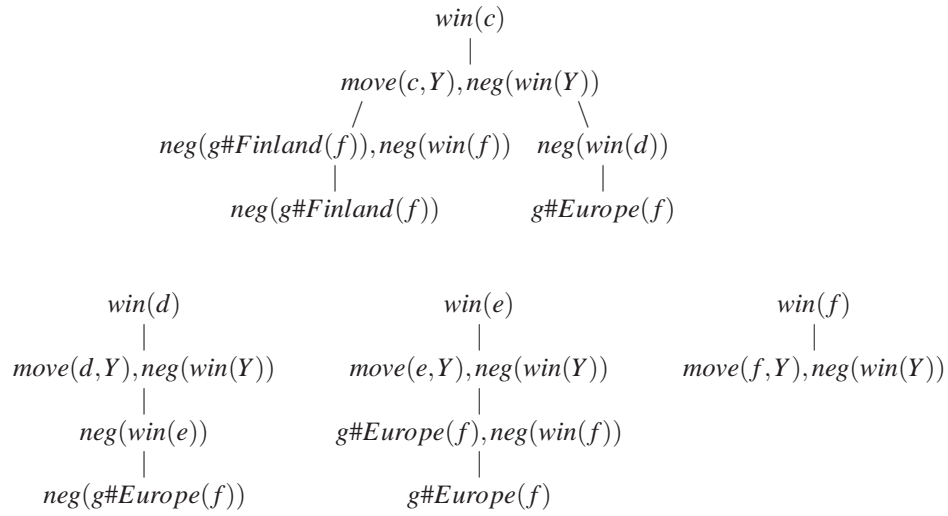 win(c)
move(c,Y),neg(win(Y))
neg(g#Finland(f)),neg(win(f)) neg(win(d))
neg(g#Finland(f)) g#Europe(f)
win(d) win(e) win(f)
move(d,Y),neg(win(Y)) move(e,Y),neg(win(Y)) move(f,Y),neg(win(Y))
neg(win(e)) g#Europe(f),neg(win(f))
neg(g#Europe(f)) g#Europe(f)